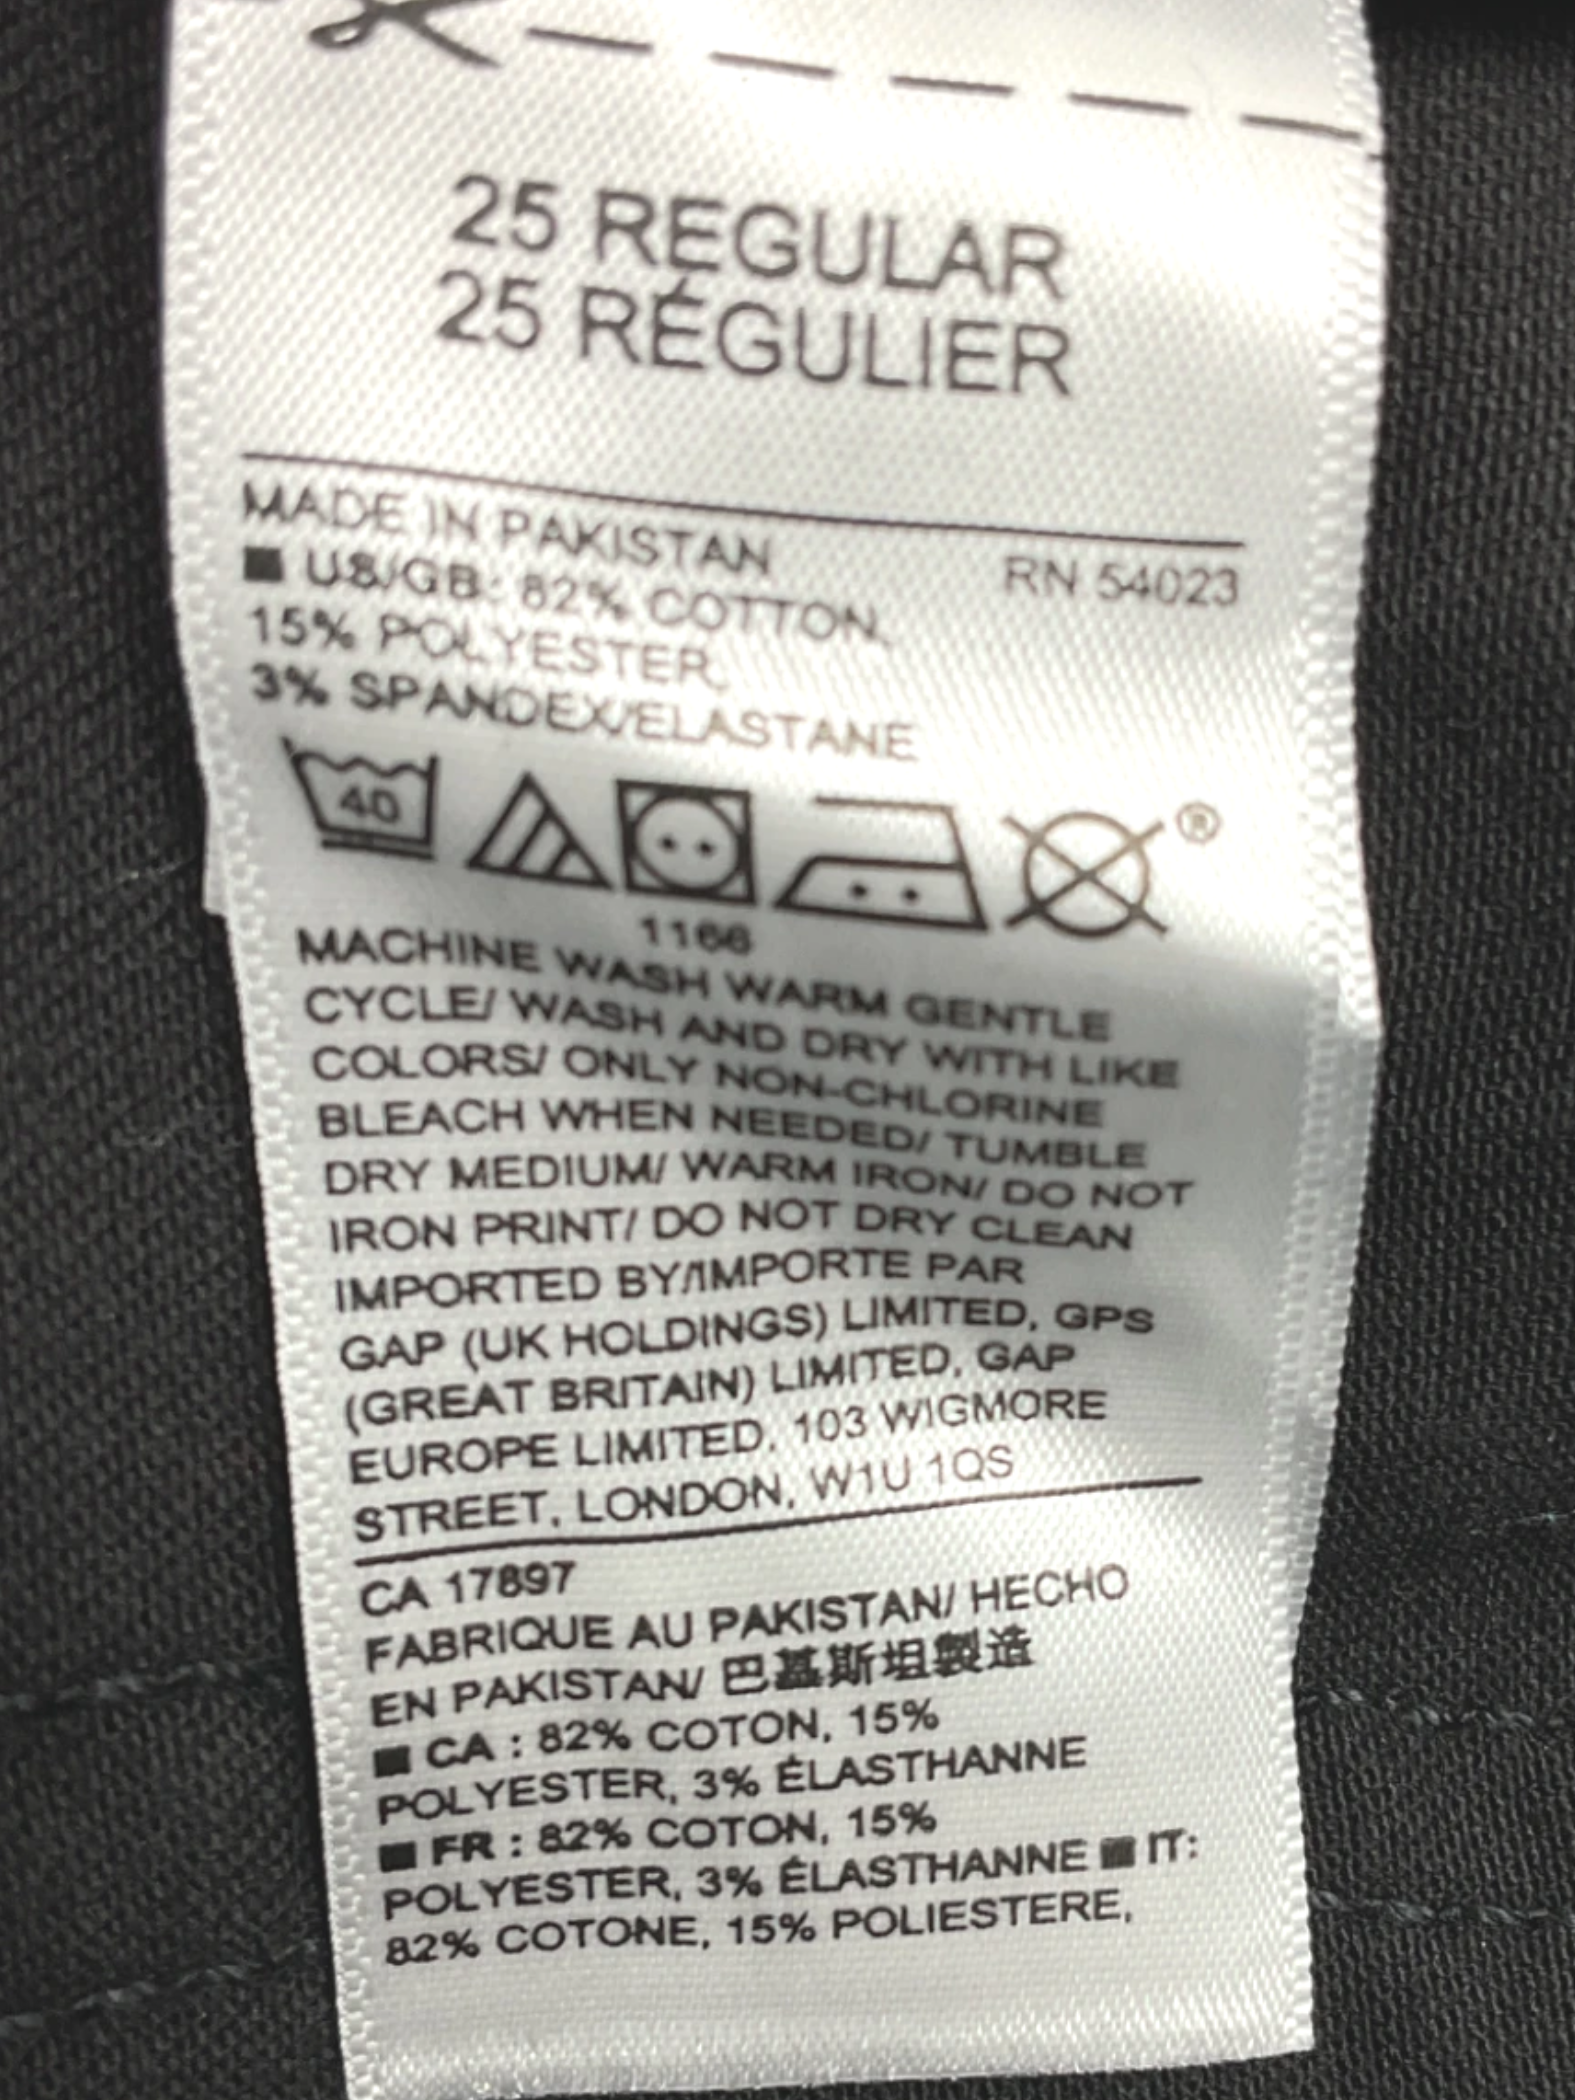 25 REGULAR
25 RÉGULIER
MADE IN PAKISTAN RN 54023
■ US/GB: 82% COTTON,
15% POLYESTER,
3% SPANDEX/ELASTANE
40
®
1166
MACHINE WASH WARM GENTLE
CYCLE/ WASH AND DRY WITH LIKE
COLORS/ ONLY NON-CHLORINE
BLEACH WHEN NEEDED/ TUMBLE
DRY MEDIUM/ WARM IRON/ DO NOT
IRON PRINT/ DO NOT DRY CLEAN
IMPORTED BY/IMPORTE PAR
GAP (UK HOLDINGS) LIMITED, GPS
(GREAT BRITAIN) LIMITED, GAP
EUROPE LIMITED, 103 WIGMORE
STREET, LONDON, W1U 1QS
CA 17897
FABRIQUE AU PAKISTAN/ HECHO
EN PAKISTAN/ 巴基斯坦製造
■ CA : 82% COTON, 15%
POLYESTER, 3% ÉLASTHANNE
■ FR : 82% COTON, 15%
POLYESTER, 3% ÉLASTHANNE ■ IT:
82% COTONE, 15% POLIESTERE,